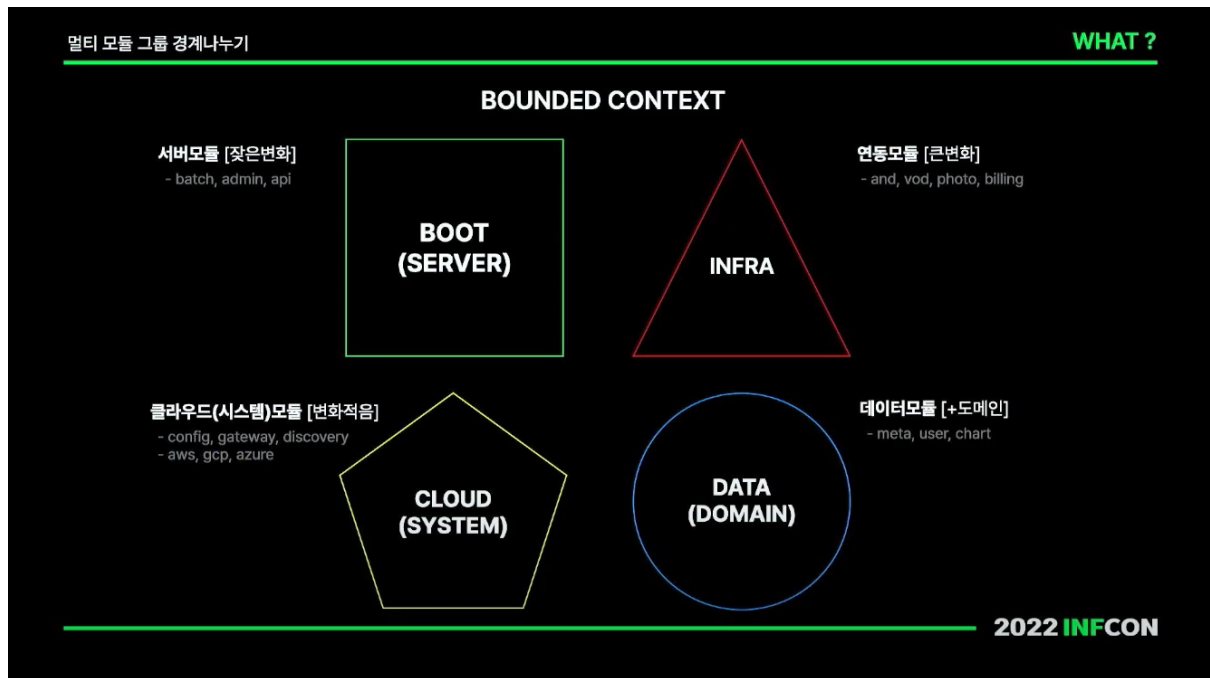 멀티 모듈 그룹 경계나누기
WHAT ?
BOUNDED CONTEXT
서버모듈 [잦은변화]
- batch, admin, api
BOOT
(SERVER)
연동모듈 [큰변화]
- and, vod, photo, billing
INFRA
클라우드(시스템)모듈 [변화적음]
- config, gateway, discovery
- aws, gcp, azure
CLOUD
(SYSTEM)
데이터모듈 [+도메인]
- meta, user, chart
DATA
(DOMAIN)
2022 INFCON